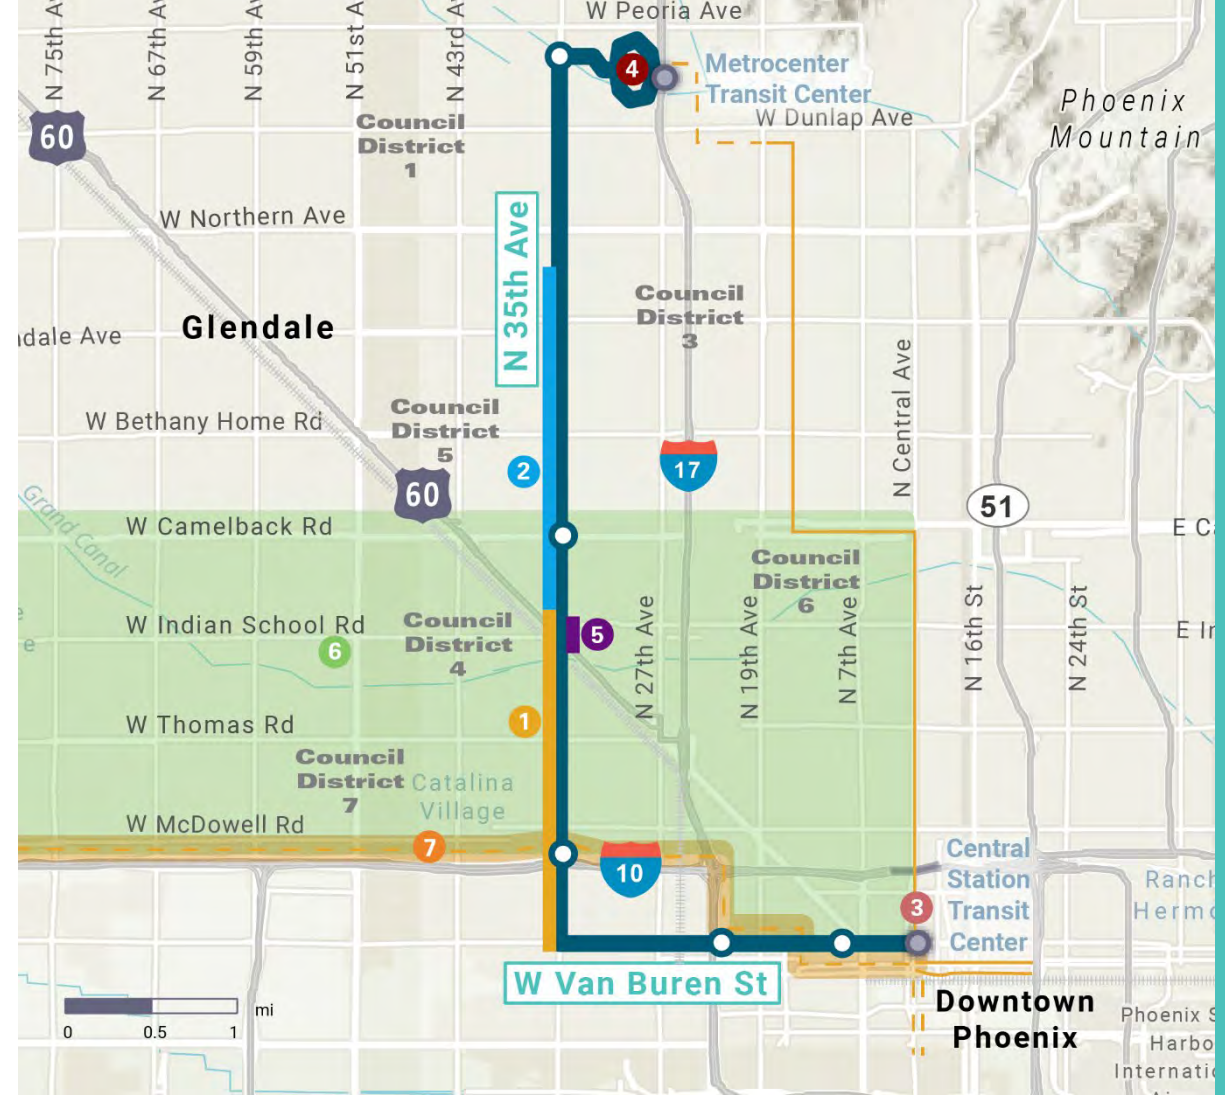 W Peoria Ave
N 75th Av
N 67th Av
N 59th Av
N 51st A
N 43rd A
Metrocenter
Transit Center
W Dunlap Ave
Phoenix
Mountain
4
60
Council
District
1
W Northern Ave
N 35th Ave
Council
District
3
Glendale
dale Ave
N Central Ave
W Bethany Home Rd
Council
District
5
2
17
60
51
Grand Canal
W Camelback Rd
E C
Council
District
6
W Indian School Rd
6
Council
District
4
5
N 27th Ave
N 19th Ave
N 7th Ave
N 16th St
N 24th St
E In
e
W Thomas Rd
1
Council
District
7
Catalina
Village
W McDowell Rd
7
10
Central
Station
Transit
Center
3
Ranch
Hermo
W Van Buren St
Downtown
Phoenix
0
0.5
1
mi
Phoenix S
Harbo
Internatio